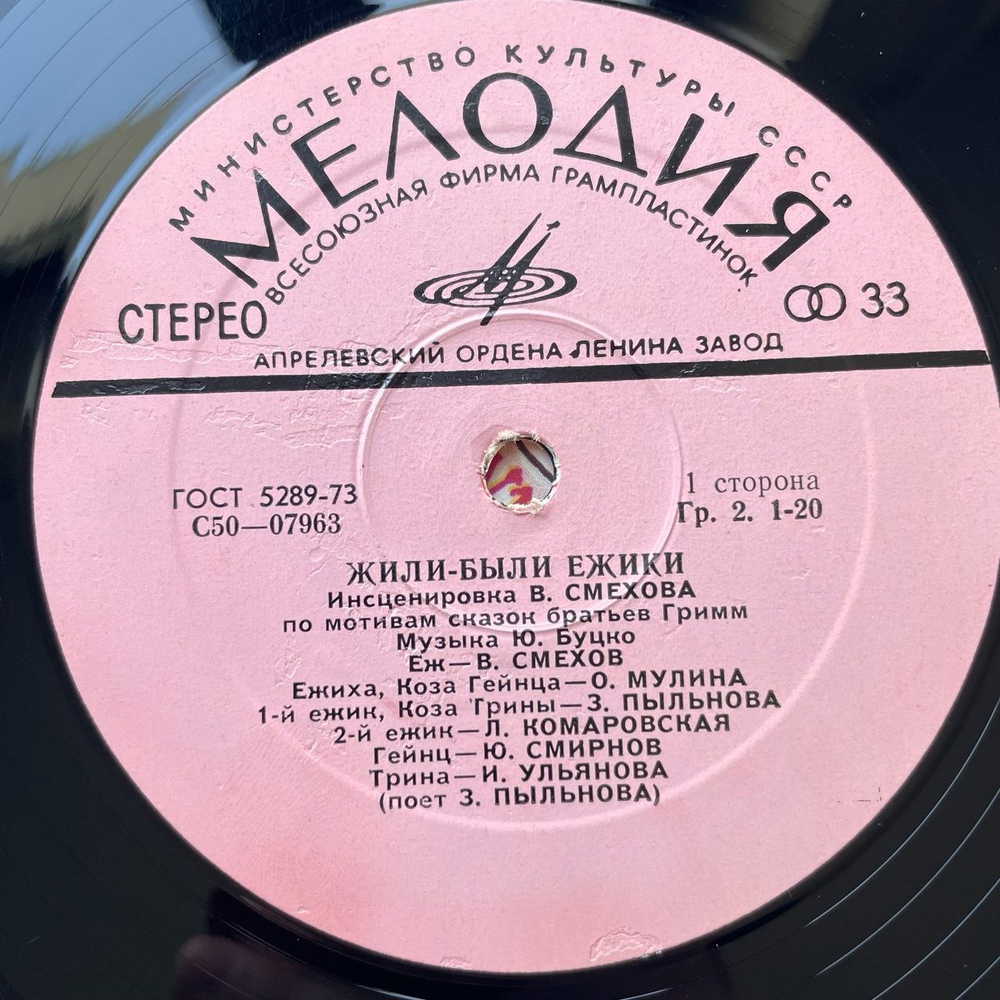 МИНИСТЕРСТВО КУЛЬТУРЫ СССР
МЕЛОДИЯ
ВСЕСОЮЗНАЯ ФИРМА ГРАМПЛАСТИНОК
СТЕРЕО
33
АПРЕЛЕВСКИЙ ОРДЕНА ЛЕНИНА ЗАВОД
ГОСТ 5289-73
С50—07963
1 сторона
Гр. 2. 1-20
ЖИЛИ-БЫЛИ ЕЖИКИ
Инсценировка В. СМЕХОВА
по мотивам сказок братьев Гримм
Музыка Ю. Буцко
Еж—В. СМЕХОВ
Ежиха, Коза Гейнца—О. МУЛИНА
1-й ежик, Коза Трины—З. ПЫЛЬНОВА
2-й ежик—Л. КОМАРОВСКАЯ
Гейнц—Ю. СМИРНОВ
Трина—И. УЛЬЯНОВА
(поет З. ПЫЛЬНОВА)